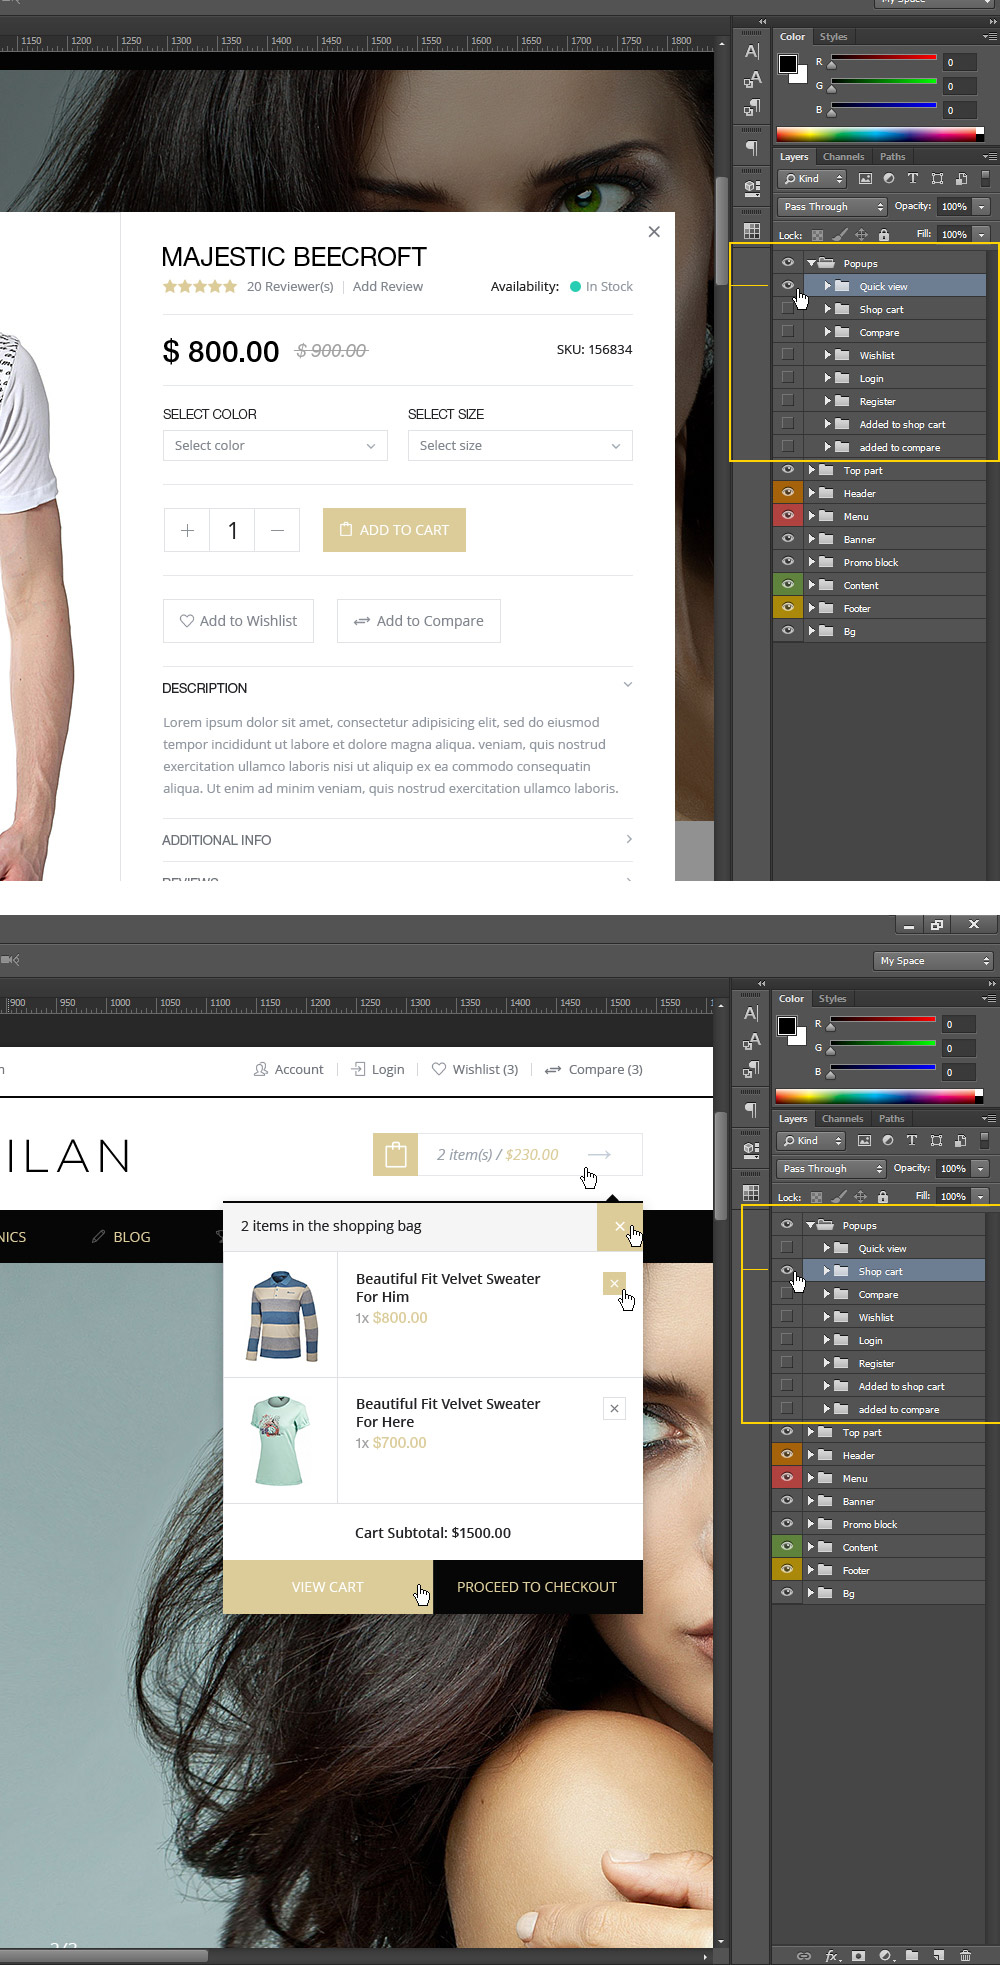 My Space
1150 1200 1250 1300 1350 1400 1450 1500 1550 1600 1650 1700 1750 1800
Color Styles
R 0
G 0
B 0
Layers Channels Paths
Kind T
Pass Through Opacity: 100%
Lock: Fill: 100%
Popups
Quick view
Shop cart
Compare
Wishlist
Login
Register
Added to shop cart
added to compare
Top part
Header
Menu
Banner
Promo block
Content
Footer
Bg
MAJESTIC BEECROFT
20 Reviewer(s) | Add Review Availability: In Stock
$ 800.00 $ 900.00 SKU: 156834
SELECT COLOR SELECT SIZE
Select color Select size
+ 1 — ADD TO CART
Add to Wishlist Add to Compare
DESCRIPTION
Lorem ipsum dolor sit amet, consectetur adipisicing elit, sed do eiusmod
tempor incididunt ut labore et dolore magna aliqua. veniam, quis nostrud
exercitation ullamco laboris nisi ut aliquip ex ea commodo consequatin
aliqua. Ut enim ad minim veniam, quis nostrud exercitation ullamco laboris.
ADDITIONAL INFO
REVIEWS
My Space
900 950 1000 1050 1100 1150 1200 1250 1300 1350 1400 1450 1500 1550
Color Styles
R 0
G 0
B 0
Layers Channels Paths
Kind T
Pass Through Opacity: 100%
Lock: Fill: 100%
Popups
Quick view
Shop cart
Compare
Wishlist
Login
Register
Added to shop cart
added to compare
Top part
Header
Menu
Banner
Promo block
Content
Footer
Bg
fx
Account | Login | Wishlist (3) | Compare (3)
ILAN
2 item(s) / $230.00
NICS BLOG
2 items in the shopping bag
Beautiful Fit Velvet Sweater
For Him
1x $800.00
Beautiful Fit Velvet Sweater
For Here
1x $700.00
Cart Subtotal: $1500.00
VIEW CART PROCEED TO CHECKOUT